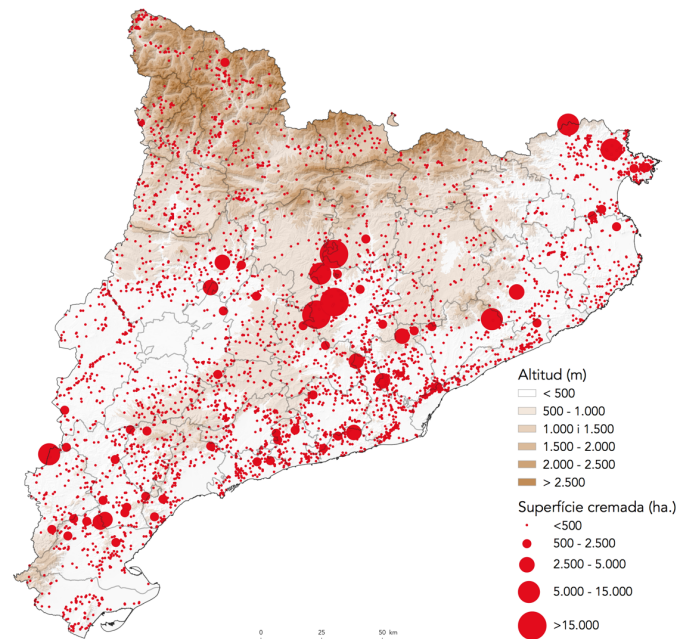 Altitud (m)
< 500
500 - 1.000
1.000 i 1.500
1.500 - 2.000
2.000 - 2.500
> 2.500
Superfície cremada (ha.)
<500
500 - 2.500
2.500 - 5.000
5.000 - 15.000
>15.000
0 25 50 km